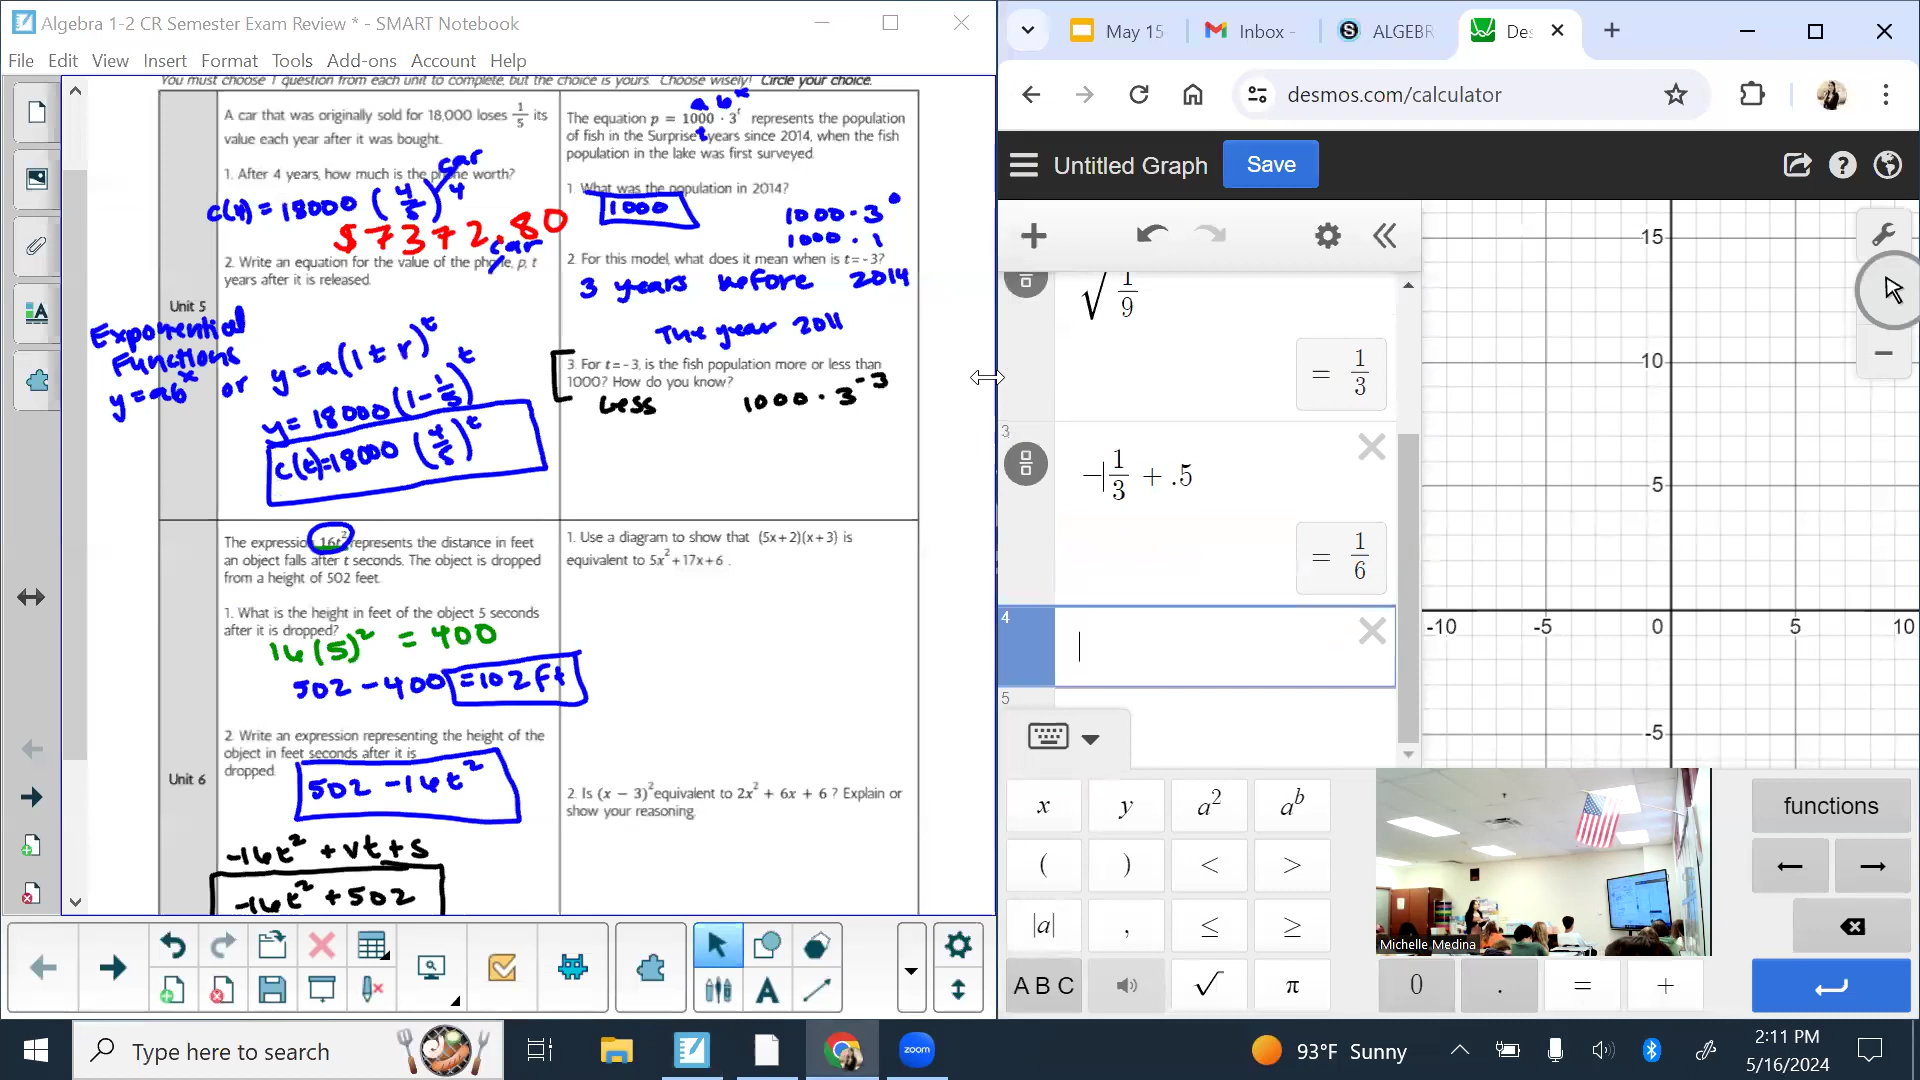 Algebra 1-2 CR Semester Exam Review * - SMART Notebook
File Edit View Insert Format Tools Add-ons Account Help
You must choose 1 question from each unit to complete, but the choice is yours. Choose wisely! Circle your choice.
Unit 5
Exponential
Functions
y=ab^x or
A car that was originally sold for 18,000 loses 1/5 its
value each year after it was bought.
car
1. After 4 years, how much is the phone worth?
c(4) = 18000 (4/5)^4
$7372.80
car
2. Write an equation for the value of the phone, p, t
years after it is released.
y=a(1±r)^t
y=18000(1-1/5)^t
c(t)=18000 (4/5)^t
a b^x
The equation p = 1000 · 3^t represents the population
of fish in the Surprise t years since 2014, when the fish
population in the lake was first surveyed.
1. What was the population in 2014?
1000
1000 · 3^0
1000 · 1
2. For this model, what does it mean when is t=-3?
3 years before 2014
The year 2011
3. For t=-3, is the fish population more or less than
1000? How do you know?
Less 1000 · 3^-3
Unit 6
The expression 16t² represents the distance in feet
an object falls after t seconds. The object is dropped
from a height of 502 feet.
1. What is the height in feet of the object 5 seconds
after it is dropped?
16(5)² = 400
502 - 400 = 102 ft
2. Write an expression representing the height of the
object in feet seconds after it is
dropped.
502 - 16t²
-16t² + vt + s
-16t² + 502
1. Use a diagram to show that (5x+2)(x+3) is
equivalent to 5x²+17x+6 .
2. Is (x − 3)² equivalent to 2x² + 6x + 6 ? Explain or
show your reasoning.
A
May 15
Inbox -
ALGEBR
Des
desmos.com/calculator
Untitled Graph
Save
√1/9
= 1/3
3
-1/3 + .5
= 1/6
4
5
15
10
5
-10 -5 0 5 10
-5
x y a² a^b
( ) < >
|a| , ≤ ≥
A B C √ π
functions
0 . = +
Michelle Medina
Type here to search
zoom
93°F Sunny
2:11 PM
5/16/2024